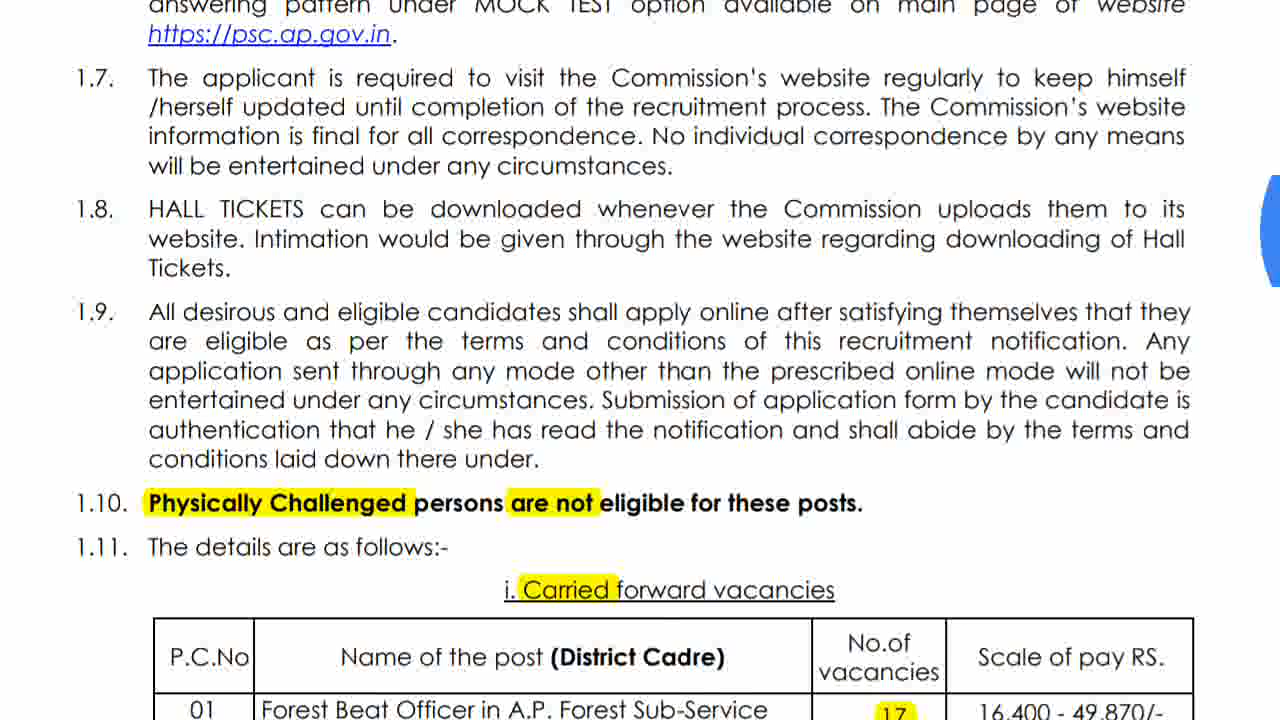 answering pattern under MOCK TEST option available on main page of website
https://psc.ap.gov.in.
1.7. The applicant is required to visit the Commission's website regularly to keep himself
/herself updated until completion of the recruitment process. The Commission's website
information is final for all correspondence. No individual correspondence by any means
will be entertained under any circumstances.
1.8. HALL TICKETS can be downloaded whenever the Commission uploads them to its
website. Intimation would be given through the website regarding downloading of Hall
Tickets.
1.9. All desirous and eligible candidates shall apply online after satisfying themselves that they
are eligible as per the terms and conditions of this recruitment notification. Any
application sent through any mode other than the prescribed online mode will not be
entertained under any circumstances. Submission of application form by the candidate is
authentication that he / she has read the notification and shall abide by the terms and
conditions laid down there under.
1.10. Physically Challenged persons are not eligible for these posts.
1.11. The details are as follows:-
i. Carried forward vacancies
P.C.No Name of the post (District Cadre) No.of vacancies Scale of pay RS.
01 Forest Beat Officer in A.P. Forest Sub-Service 17 16,400 - 49,870/-